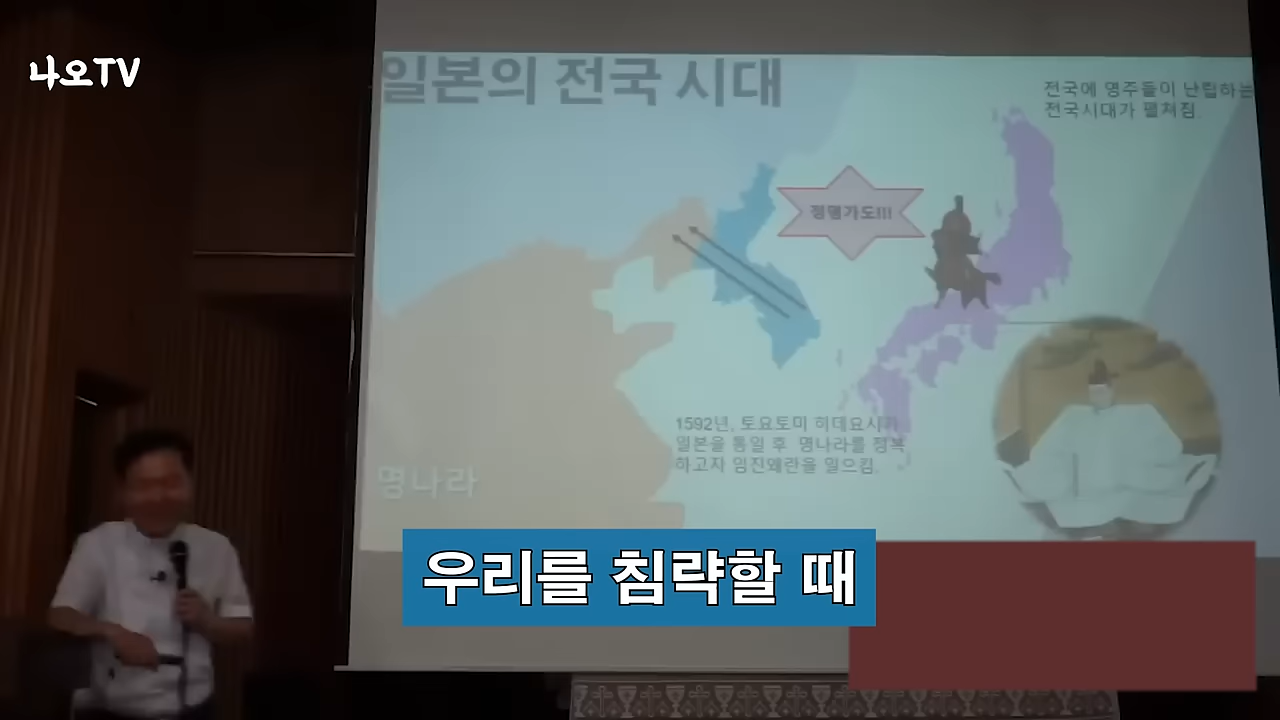 나오TV
일본의 전국 시대
전국에 영주들이 난립하는
전국시대가 펼쳐짐.
정명가도!!!
1592년, 토요토미 히데요시가
일본을 통일 후 명나라를 정복
하고자 임진왜란을 일으킴.
명나라
우리를 침략할 때